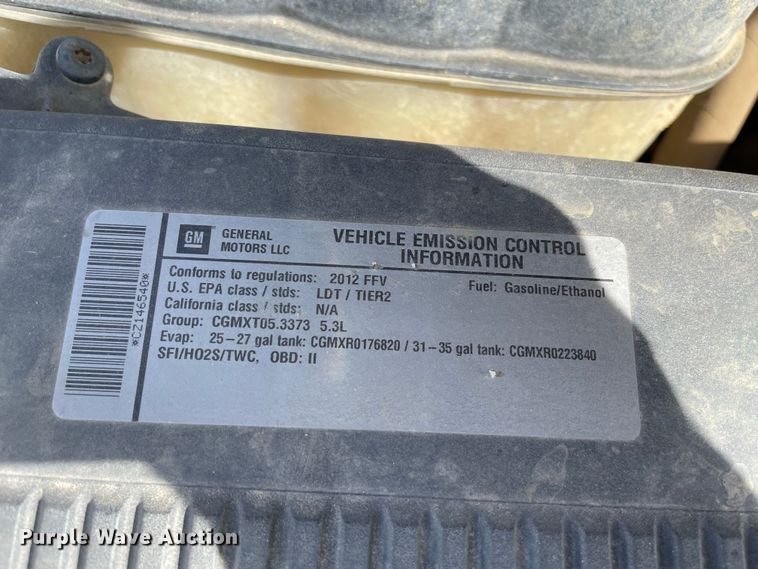 *CZ146540*
GM
GENERAL
MOTORS LLC
VEHICLE EMISSION CONTROL
INFORMATION
Conforms to regulations: 2012 FFV
Fuel: Gasoline/Ethanol
U.S. EPA class / stds: LDT / TIER2
California class / stds: N/A
Group: CGMXT05.3373 5.3L
Evap: 25-27 gal tank: CGMXR0176820 / 31-35 gal tank: CGMXR0223840
SFI/HO2S/TWC, OBD: II
Purple Wave Auction